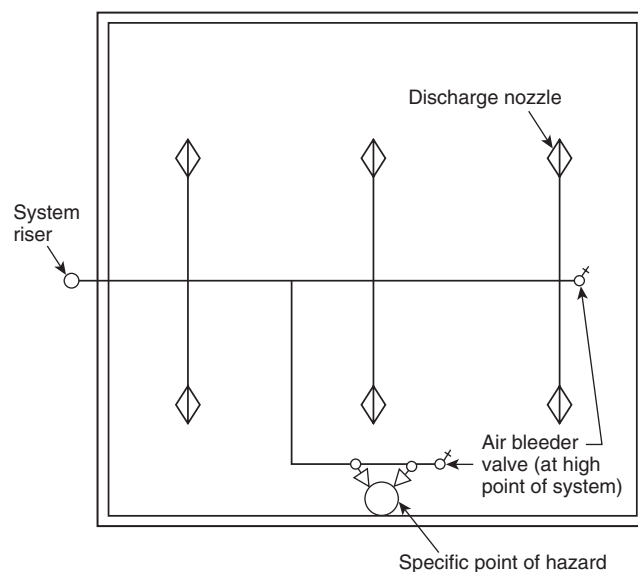 Discharge nozzle
System
riser
Air bleeder
valve (at high
point of system)
Specific point of hazard